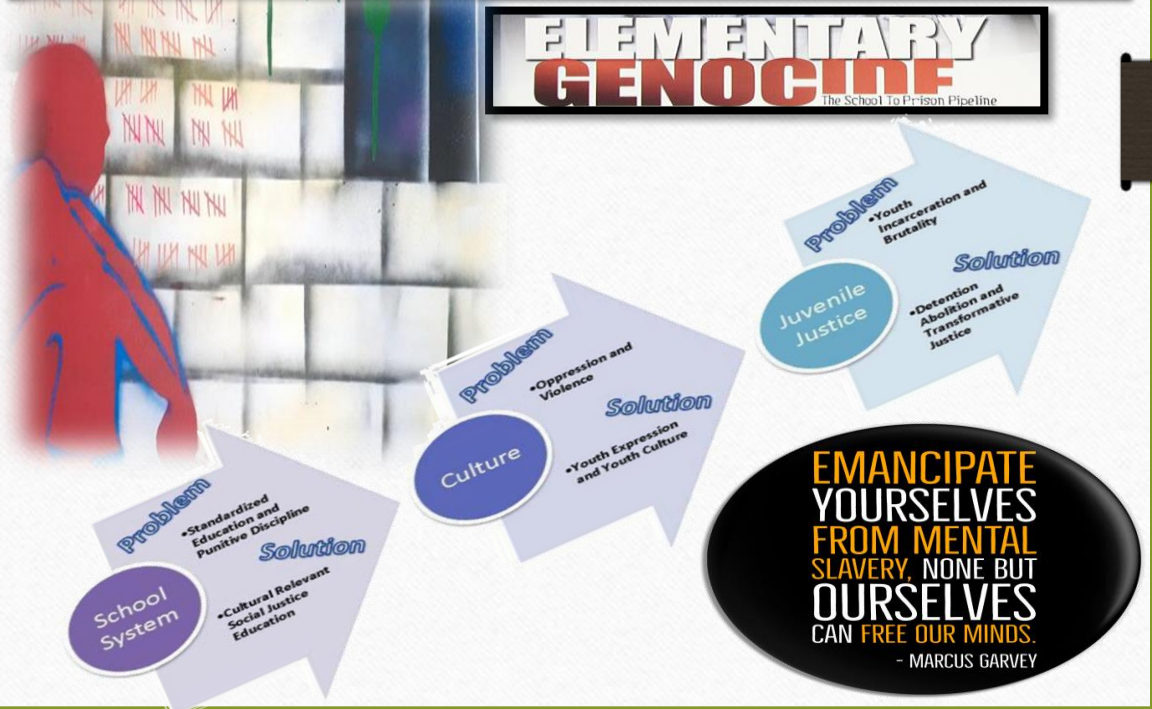 ELEMENTARY
GENOCIDE
The School To Prison Pipeline
Problem
•Youth
Incarceration and
Brutality
Solution
•Detention
Abolition and
Transformative
Justice
Juvenile
Justice
Problem
•Oppression and
Violence
Solution
•Youth Expression
and Youth Culture
Culture
Problem
•Standardized
Education and
Punitive Discipline
Solution
•Cultural Relevant
Social Justice
Education
School
System
EMANCIPATE
YOURSELVES
FROM MENTAL
SLAVERY, NONE BUT
OURSELVES
CAN FREE OUR MINDS.
- MARCUS GARVEY